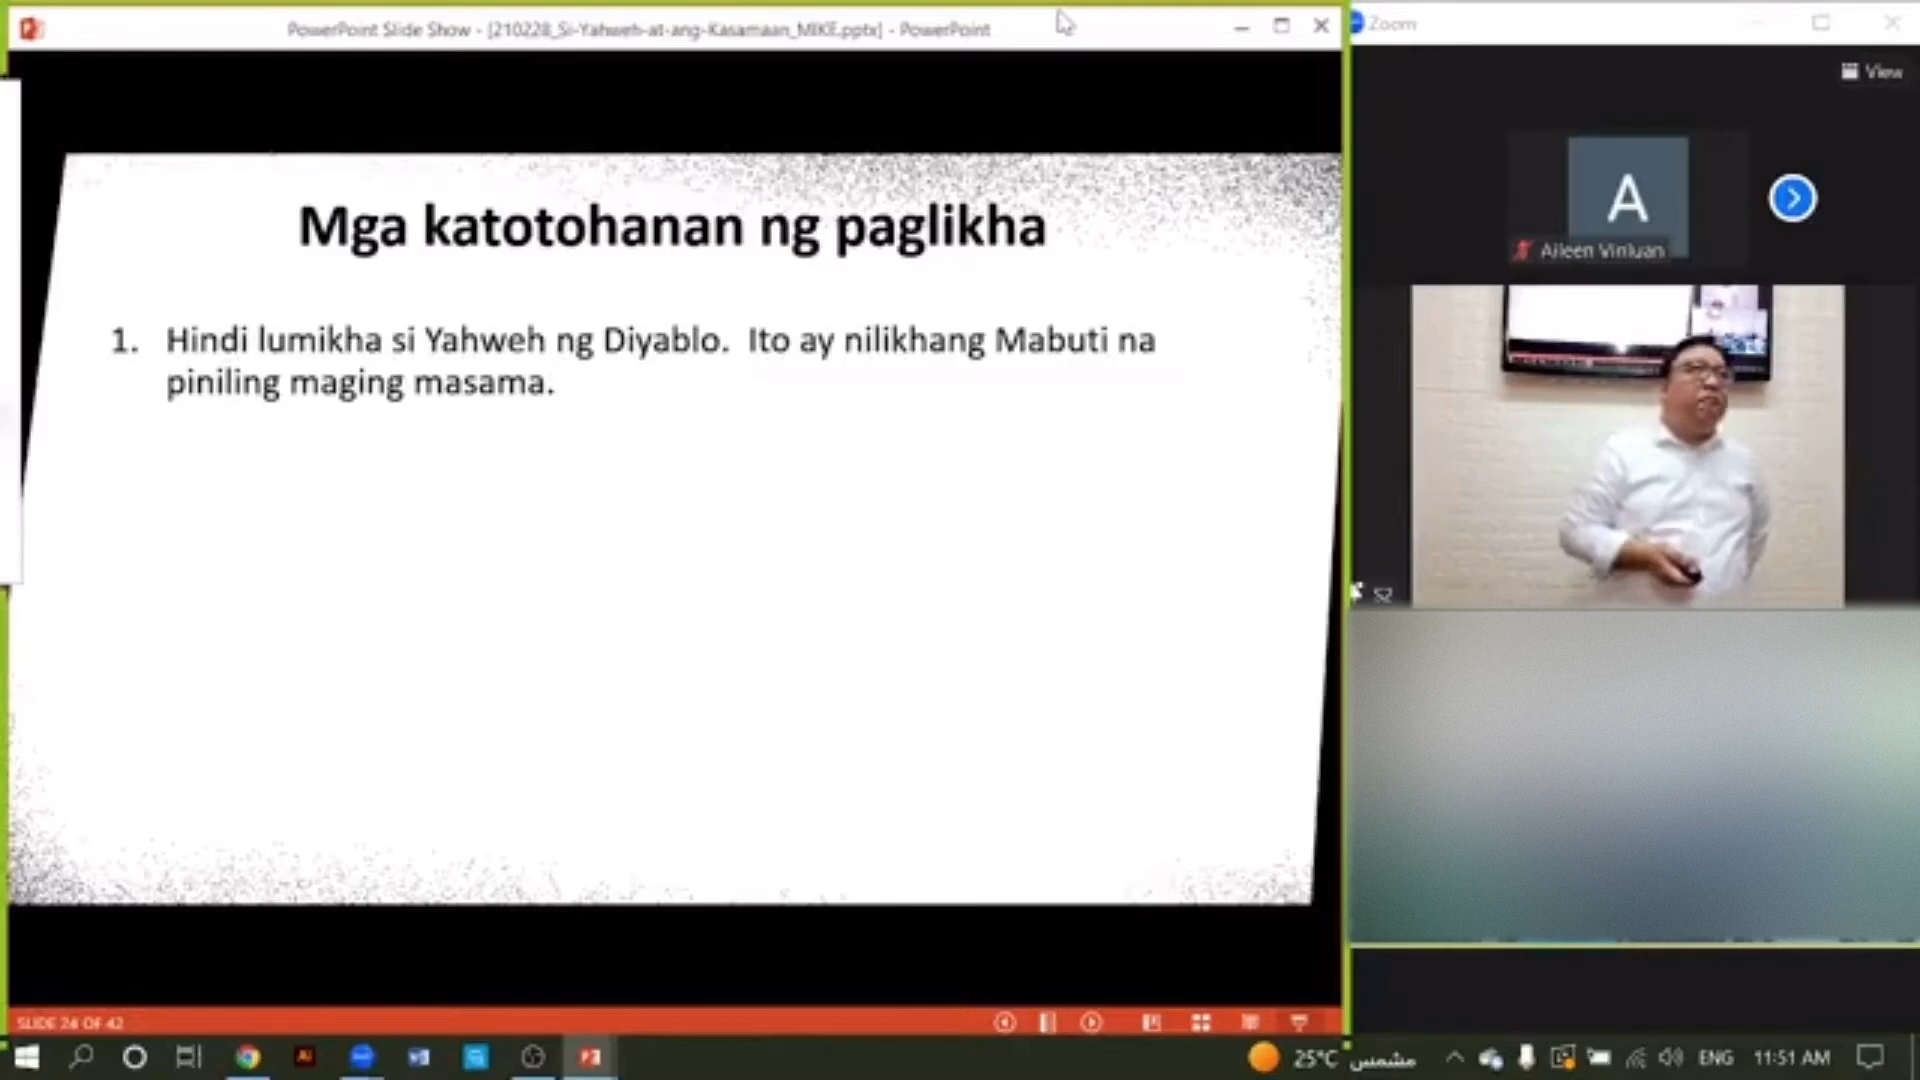 PowerPoint Slide Show - [210228_Si-Yahweh-at-ang-Kasamaan_MIKE.pptx] - PowerPoint
Zoom
View
A
Aileen Vinluan
Mga katotohanan ng paglikha
1. Hindi lumikha si Yahweh ng Diyablo. Ito ay nilikhang Mabuti na
piniling maging masama.
SLIDE 24 OF 42
25°C مشمس
ENG
11:51 AM